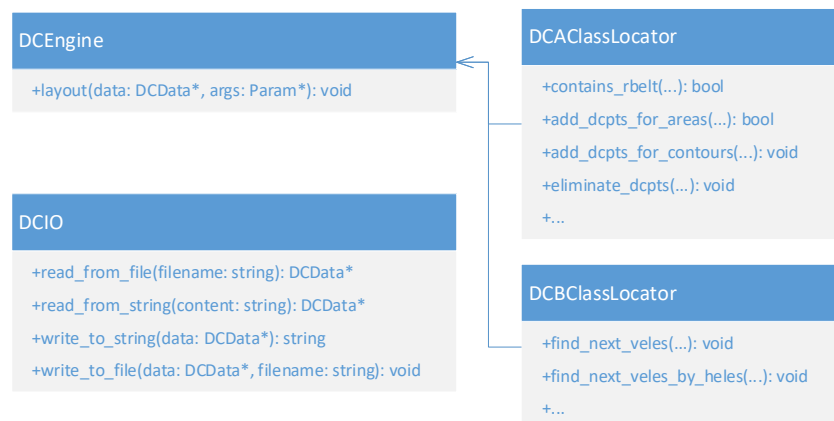 DCEngine
+layout(data: DCData*, args: Param*): void
DCIO
+read_from_file(filename: string): DCData*
+read_from_string(content: string): DCData*
+write_to_string(data: DCData*): string
+write_to_file(data: DCData*, filename: string): void
DCAClassLocator
+contains_rbelt(...): bool
+add_dcpts_for_areas(...): bool
+add_dcpts_for_contours(...): void
+eliminate_dcpts(...): void
+...
DCBClassLocator
+find_next_veles(...): void
+find_next_veles_by_heles(...): void
+...